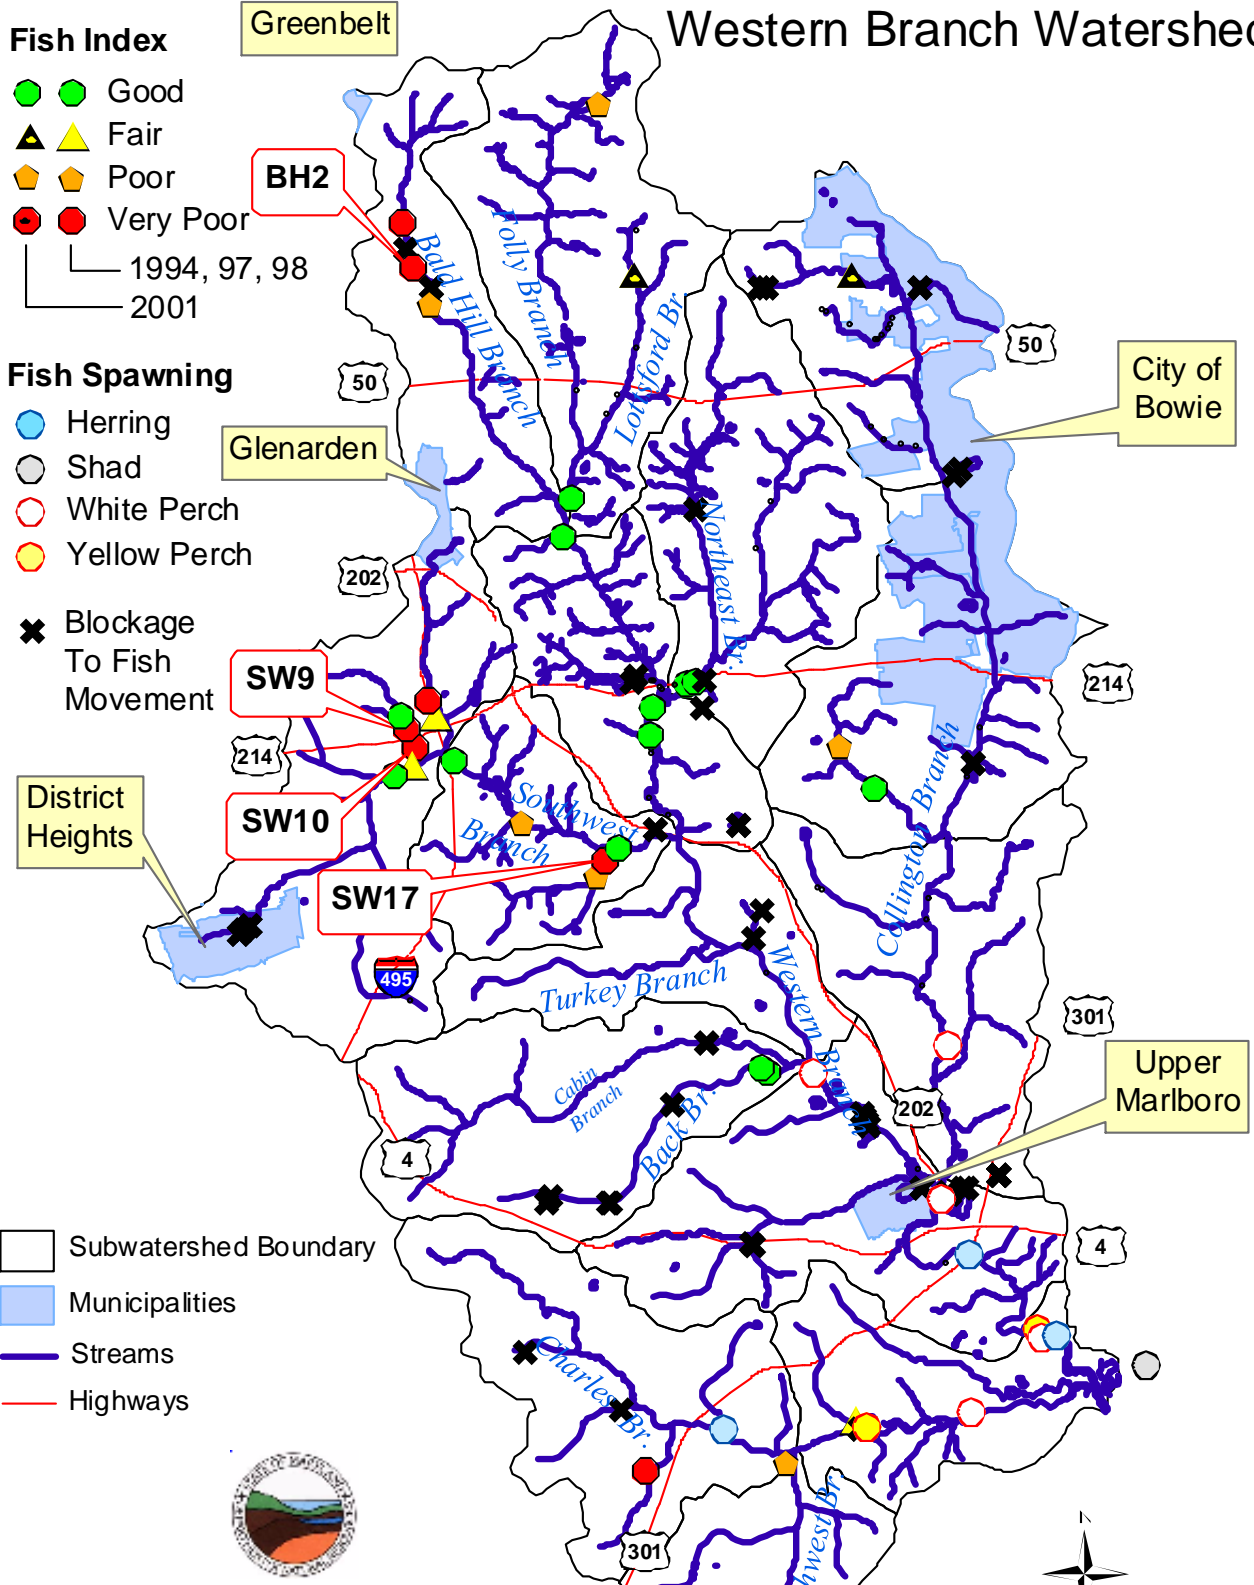 Western Branch Watershed
Greenbelt
Fish Index
Good
Fair
Poor
Very Poor
1994, 97, 98
2001
Fish Spawning
Herring
Shad
White Perch
Yellow Perch
Blockage
To Fish
Movement
BH2
Bald Hill Branch
Folly Branch
Lottsford Br.
50
50
City of
Bowie
Glenarden
202
Northeast Br.
SW9
214
214
SW10
District
Heights
Southwest
Branch
SW17
Collington Branch
495
Turkey Branch
Western Branch
301
Cabin
Branch
Back Br.
Upper
Marlboro
202
4
4
Subwatershed Boundary
Municipalities
Streams
Highways
Charles Br.
hwest Br.
301
N